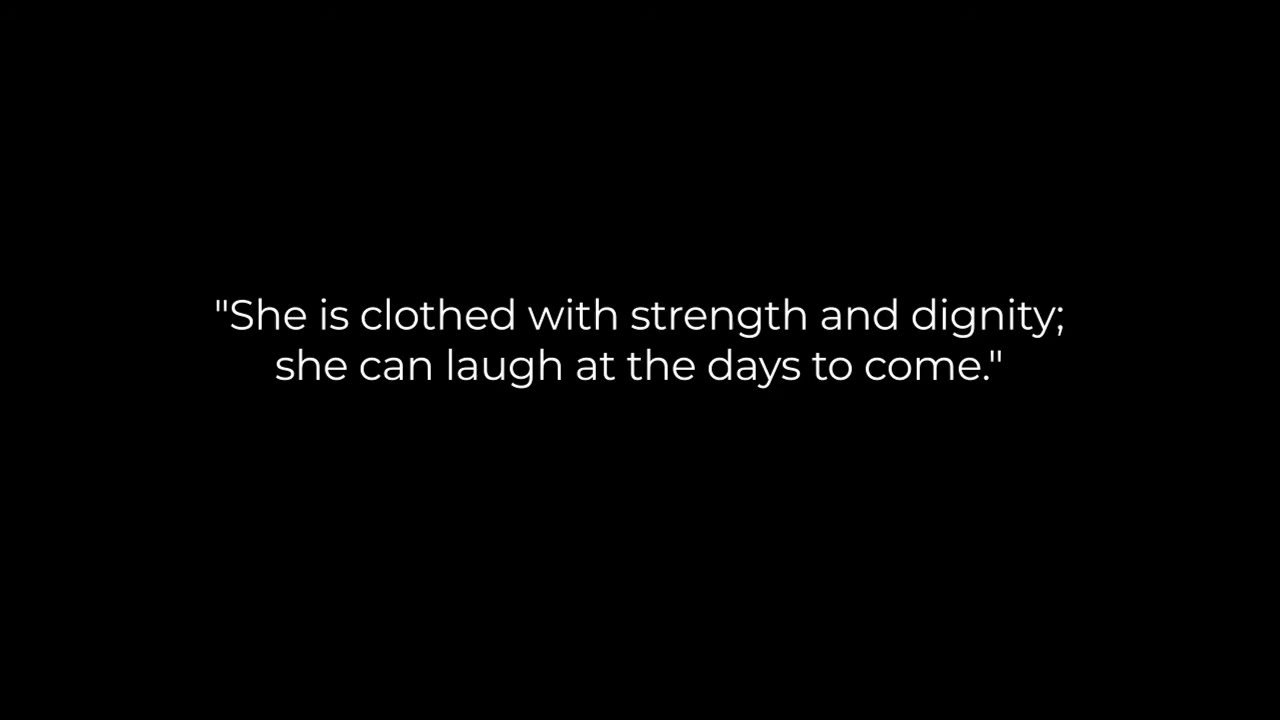 "She is clothed with strength and dignity;
she can laugh at the days to come."